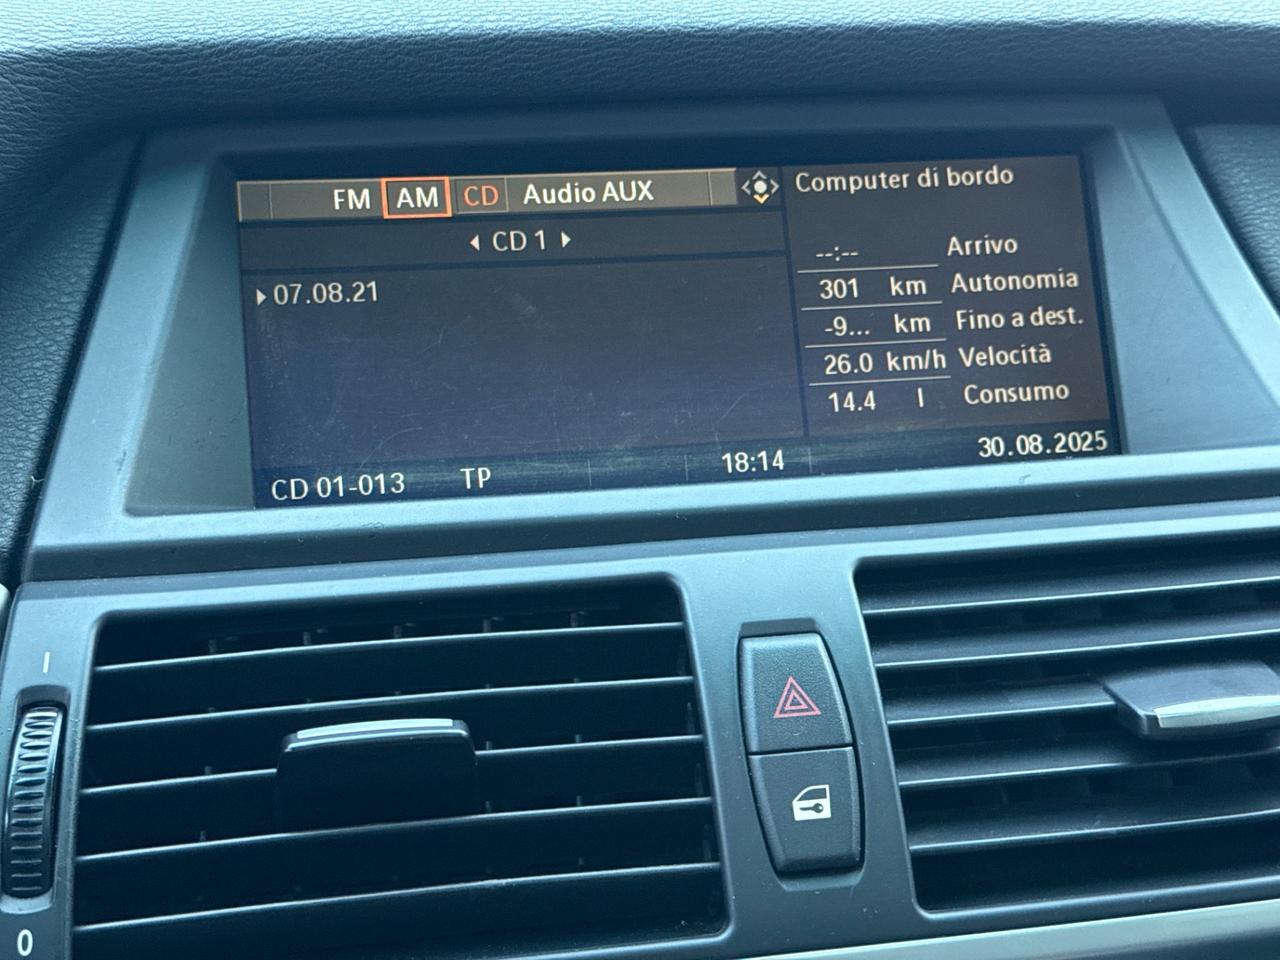 FM AM CD Audio AUX
CD 1
07.08.21
CD 01-013 TP 18:14
Computer di bordo
--:-- Arrivo
301 km Autonomia
-9... km Fino a dest.
26.0 km/h Velocità
14.4 l Consumo
30.08.2025
I
0